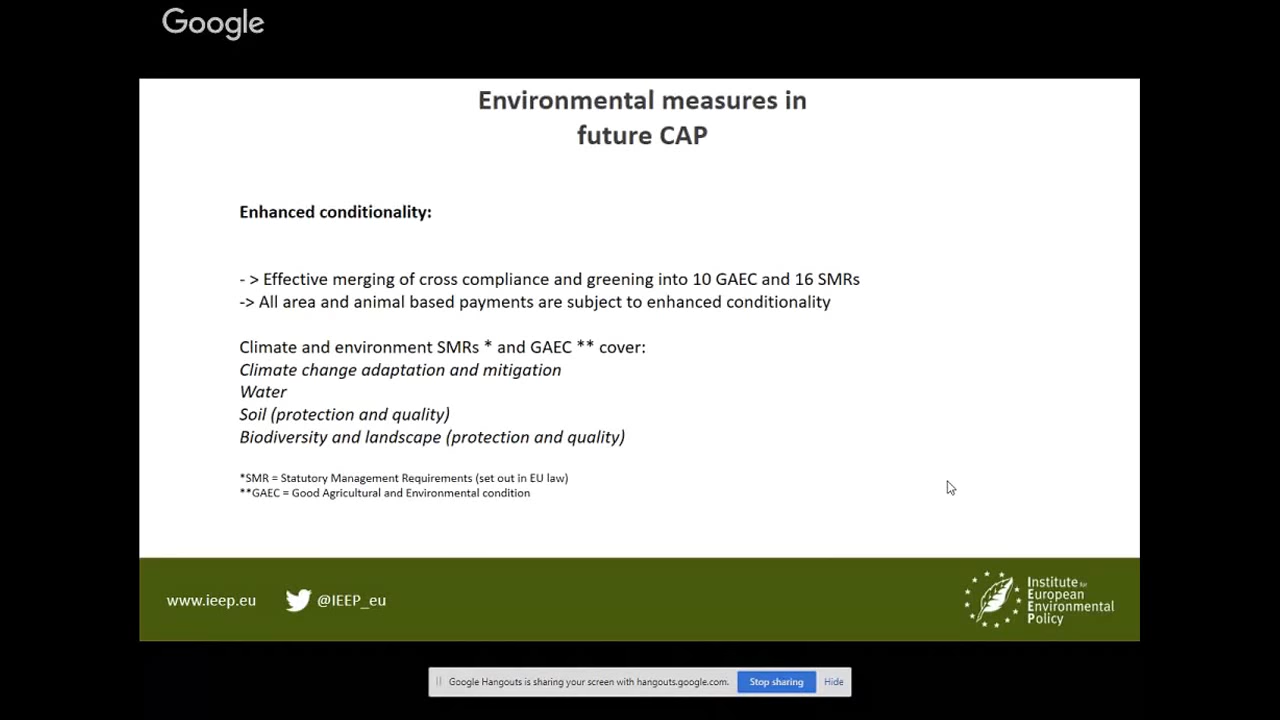 Google
Environmental measures in
future CAP
Enhanced conditionality:
- > Effective merging of cross compliance and greening into 10 GAEC and 16 SMRs
-> All area and animal based payments are subject to enhanced conditionality
Climate and environment SMRs * and GAEC ** cover:
Climate change adaptation and mitigation
Water
Soil (protection and quality)
Biodiversity and landscape (protection and quality)
*SMR = Statutory Management Requirements (set out in EU law)
**GAEC = Good Agricultural and Environmental condition
www.ieep.eu
@IEEP_eu
Institute for
European
Environmental
Policy
Google Hangouts is sharing your screen with hangouts.google.com.
Stop sharing
Hide